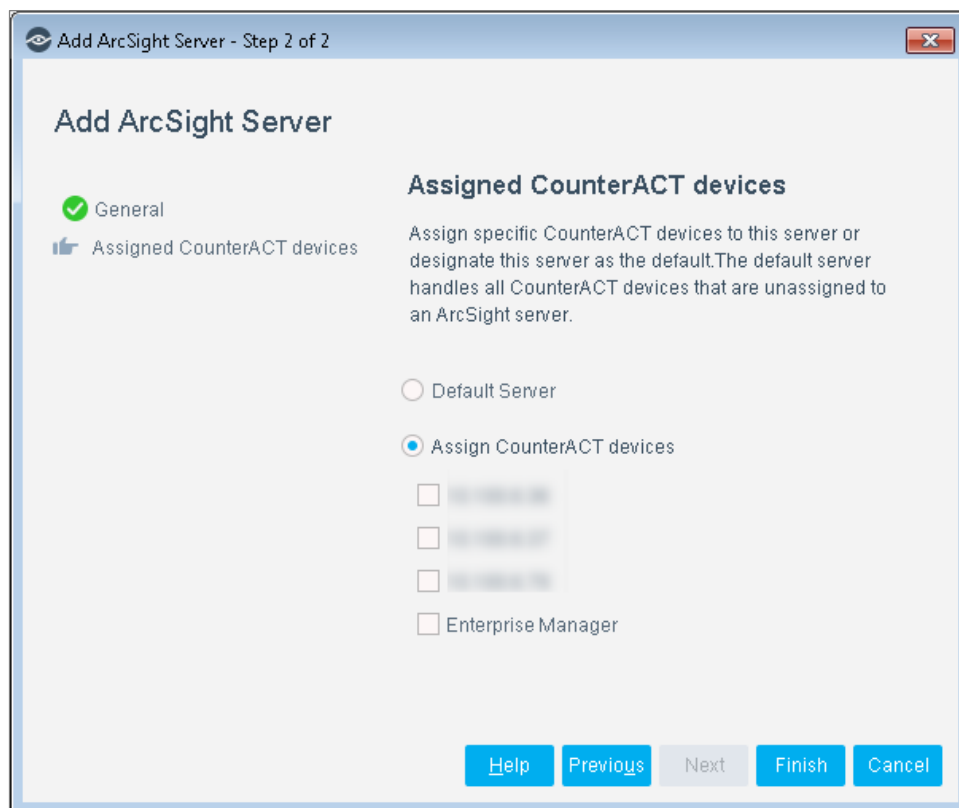 Add ArcSight Server - Step 2 of 2
Add ArcSight Server
General
Assigned CounterACT devices
Assigned CounterACT devices
Assign specific CounterACT devices to this server or
designate this server as the default.The default server
handles all CounterACT devices that are unassigned to
an ArcSight server.
Default Server
Assign CounterACT devices
Enterprise Manager
Help
Previous
Next
Finish
Cancel